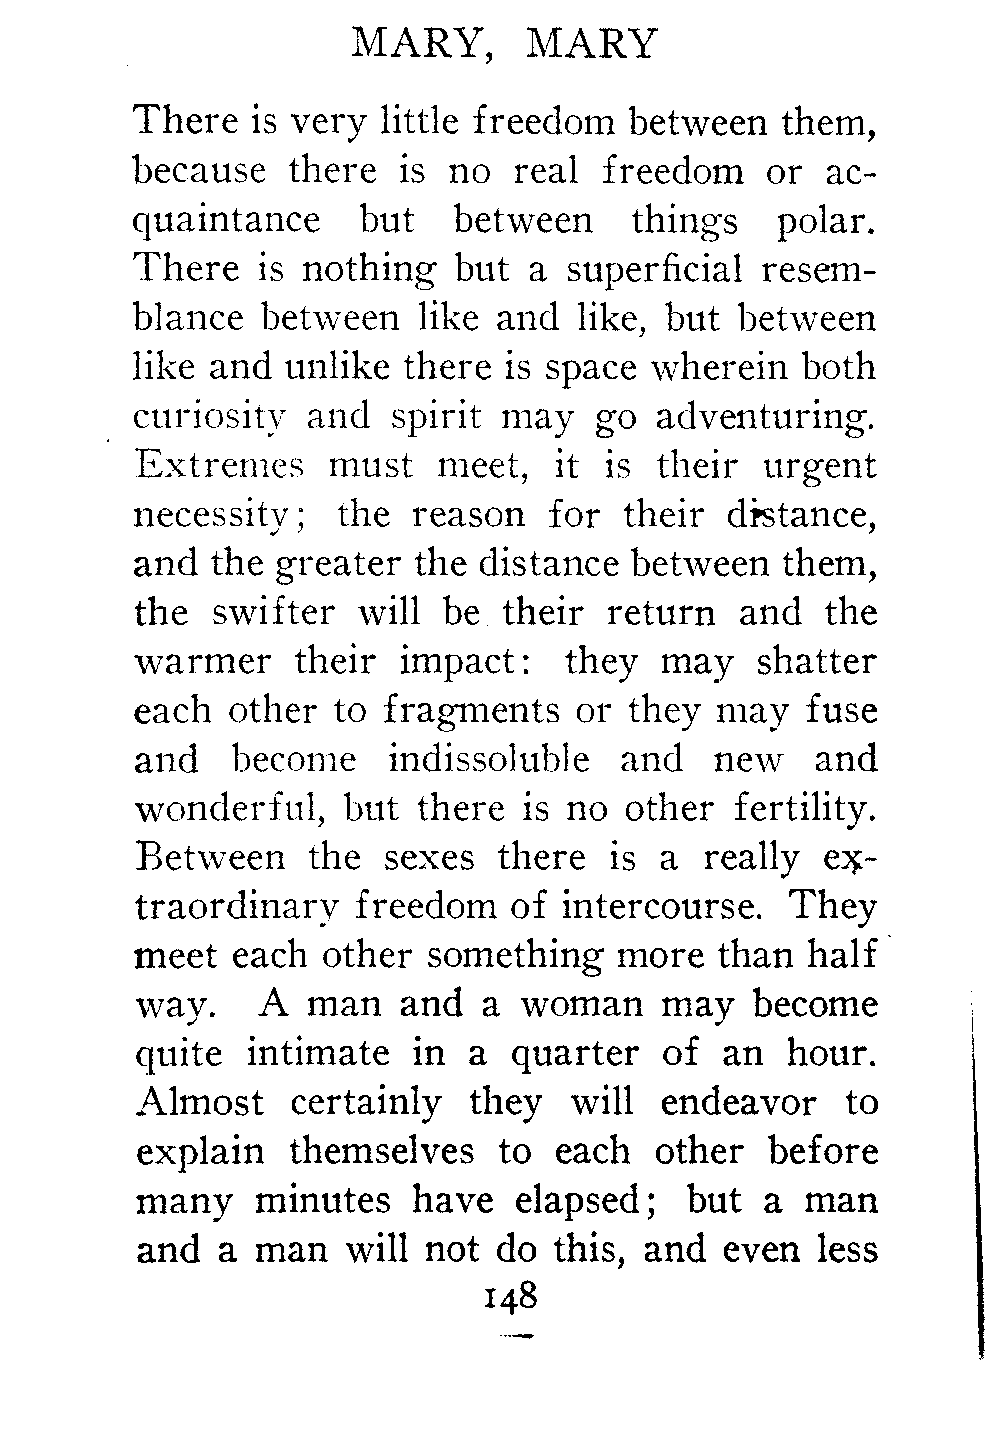 MARY, MARY
There is very little freedom between them,
because there is no real freedom or ac-
quaintance but between things polar.
There is nothing but a superficial resem-
blance between like and like, but between
like and unlike there is space wherein both
curiosity and spirit may go adventuring.
Extremes must meet, it is their urgent
necessity; the reason for their distance,
and the greater the distance between them,
the swifter will be their return and the
warmer their impact: they may shatter
each other to fragments or they may fuse
and become indissoluble and new and
wonderful, but there is no other fertility.
Between the sexes there is a really ex-
traordinary freedom of intercourse. They
meet each other something more than half
way. A man and a woman may become
quite intimate in a quarter of an hour.
Almost certainly they will endeavor to
explain themselves to each other before
many minutes have elapsed; but a man
and a man will not do this, and even less
148